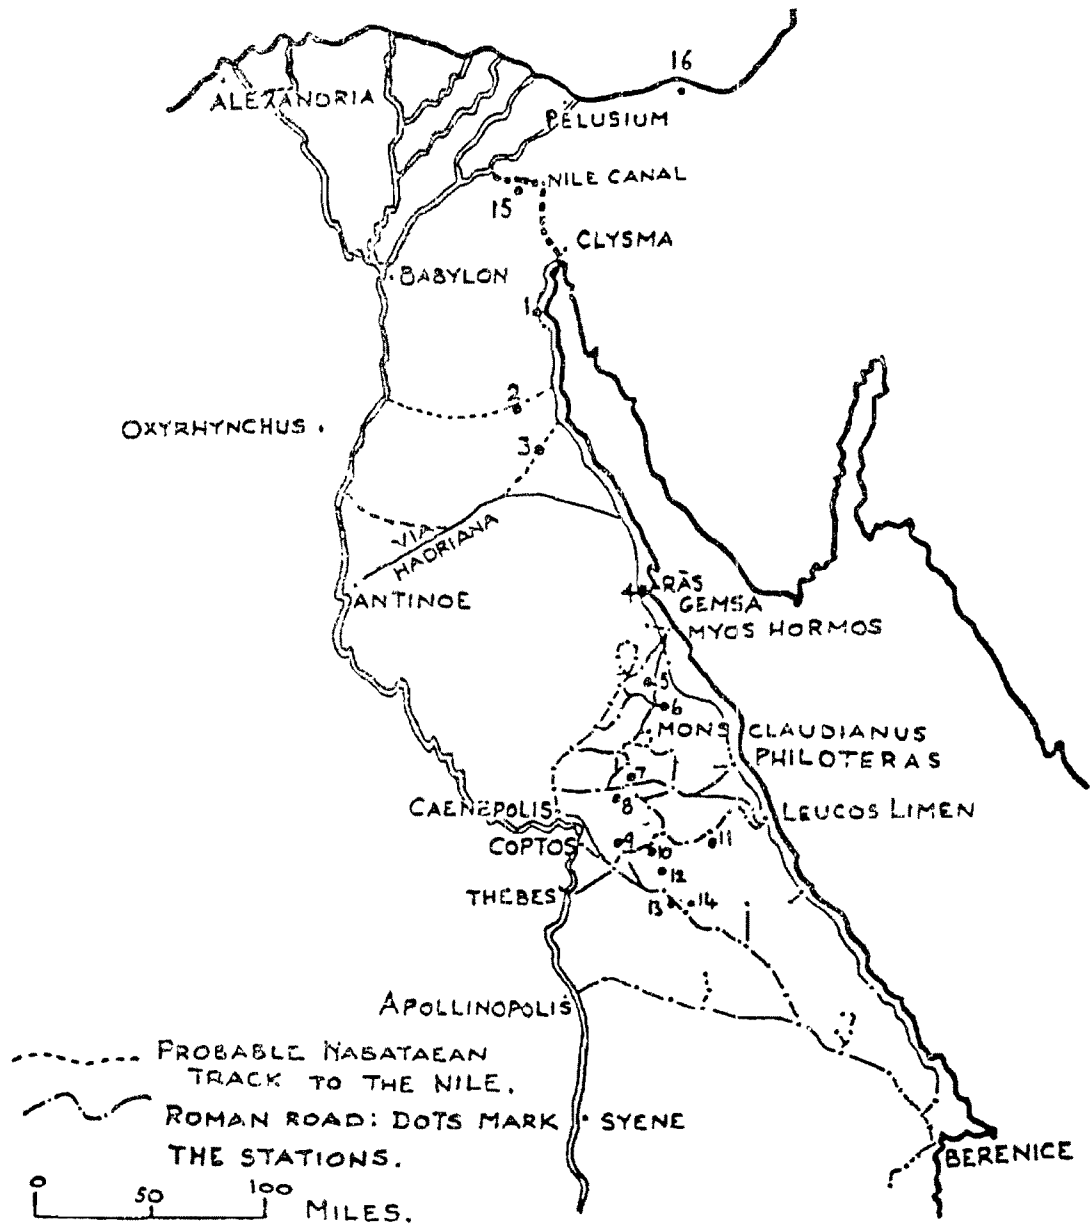 16
ALEXANDRIA
PELUSIUM
NILE CANAL
15
CLYSMA
BABYLON
1
2
OXYRHYNCHUS
3
VIA
HADRIANA
4
RĀS
GEMSA
ANTINOE
MYOS HORMOS
5
6
MONS CLAUDIANUS
PHILOTERAS
7
8
CAENEPOLIS
LEUCOS LIMEN
COPTOS
9
10
11
12
THEBES
13
14
APOLLINOPOLIS
PROBABLE NABATAEAN
TRACK TO THE NILE.
ROMAN ROAD: DOTS MARK
THE STATIONS.
SYENE
BERENICE
0 50 100
MILES.